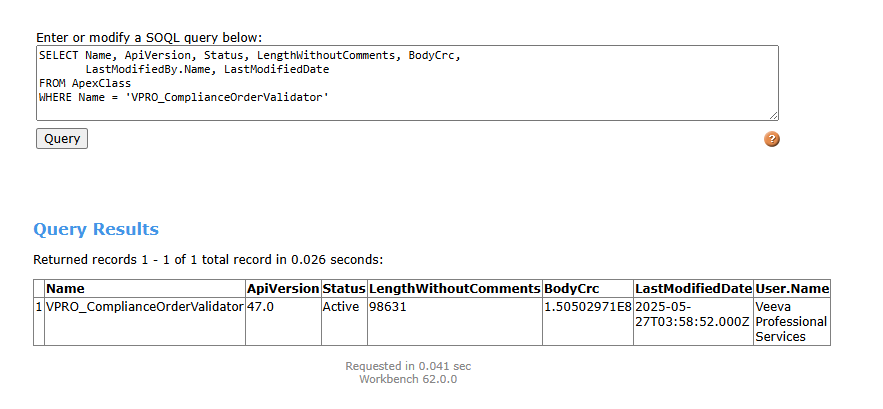 Enter or modify a SOQL query below:
SELECT Name, ApiVersion, Status, LengthWithoutComments, BodyCrc,
       LastModifiedBy.Name, LastModifiedDate
FROM ApexClass
WHERE Name = 'VPRO_ComplianceOrderValidator'
Query
?
Query Results
Returned records 1 - 1 of 1 total record in 0.026 seconds:
Name ApiVersion Status LengthWithoutComments BodyCrc LastModifiedDate User.Name
1 VPRO_ComplianceOrderValidator 47.0 Active 98631 1.50502971E8 2025-05- Veeva
27T03:58:52.000Z Professional
Services
Requested in 0.041 sec
Workbench 62.0.0